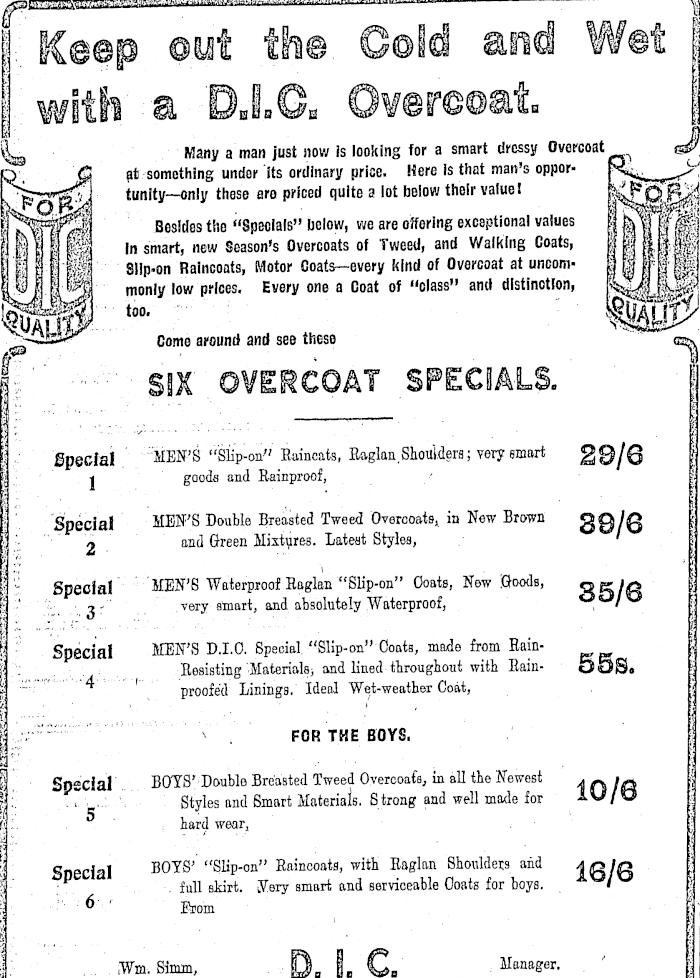 Keep out the Cold and Wet
with a D.I.C. Overcoat.
Many a man just now is looking for a smart dressy Overcoat
at something under its ordinary price. Here is that man's oppor-
tunity—only these are priced quite a lot below their value!
FOR
DIC
QUALITY
FOR
DIC
QUALITY
Besides the "Specials" below, we are offering exceptional values
in smart, new Season's Overcoats of Tweed, and Walking Coats,
Slip-on Raincoats, Motor Coats—every kind of Overcoat at uncom-
monly low prices. Every one a Coat of "class" and distinction,
too.
Come around and see these
SIX OVERCOAT SPECIALS.
Special 1 MEN'S "Slip-on" Raincats, Raglan Shoulders; very smart 29/6
goods and Rainproof,
Special 2 MEN'S Double Breasted Tweed Overcoats, in New Brown 39/6
and Green Mixtures. Latest Styles,
Special 3 MEN'S Waterproof Raglan "Slip-on" Coats, New Goods, 35/6
very smart, and absolutely Waterproof,
Special 4 MEN'S D.I.C. Special "Slip-on" Coats, made from Rain- 55s.
Resisting Materials, and lined throughout with Rain-
proofed Linings. Ideal Wet-weather Coat,
FOR THE BOYS.
Special 5 BOYS' Double Breasted Tweed Overcoats, in all the Newest 10/6
Styles and Smart Materials. Strong and well made for
hard wear,
Special 6 BOYS' "Slip-on" Raincoats, with Raglan Shoulders and 16/6
full skirt. Very smart and serviceable Coats for boys.
From
Wm. Simm, D. I. C. Manager.